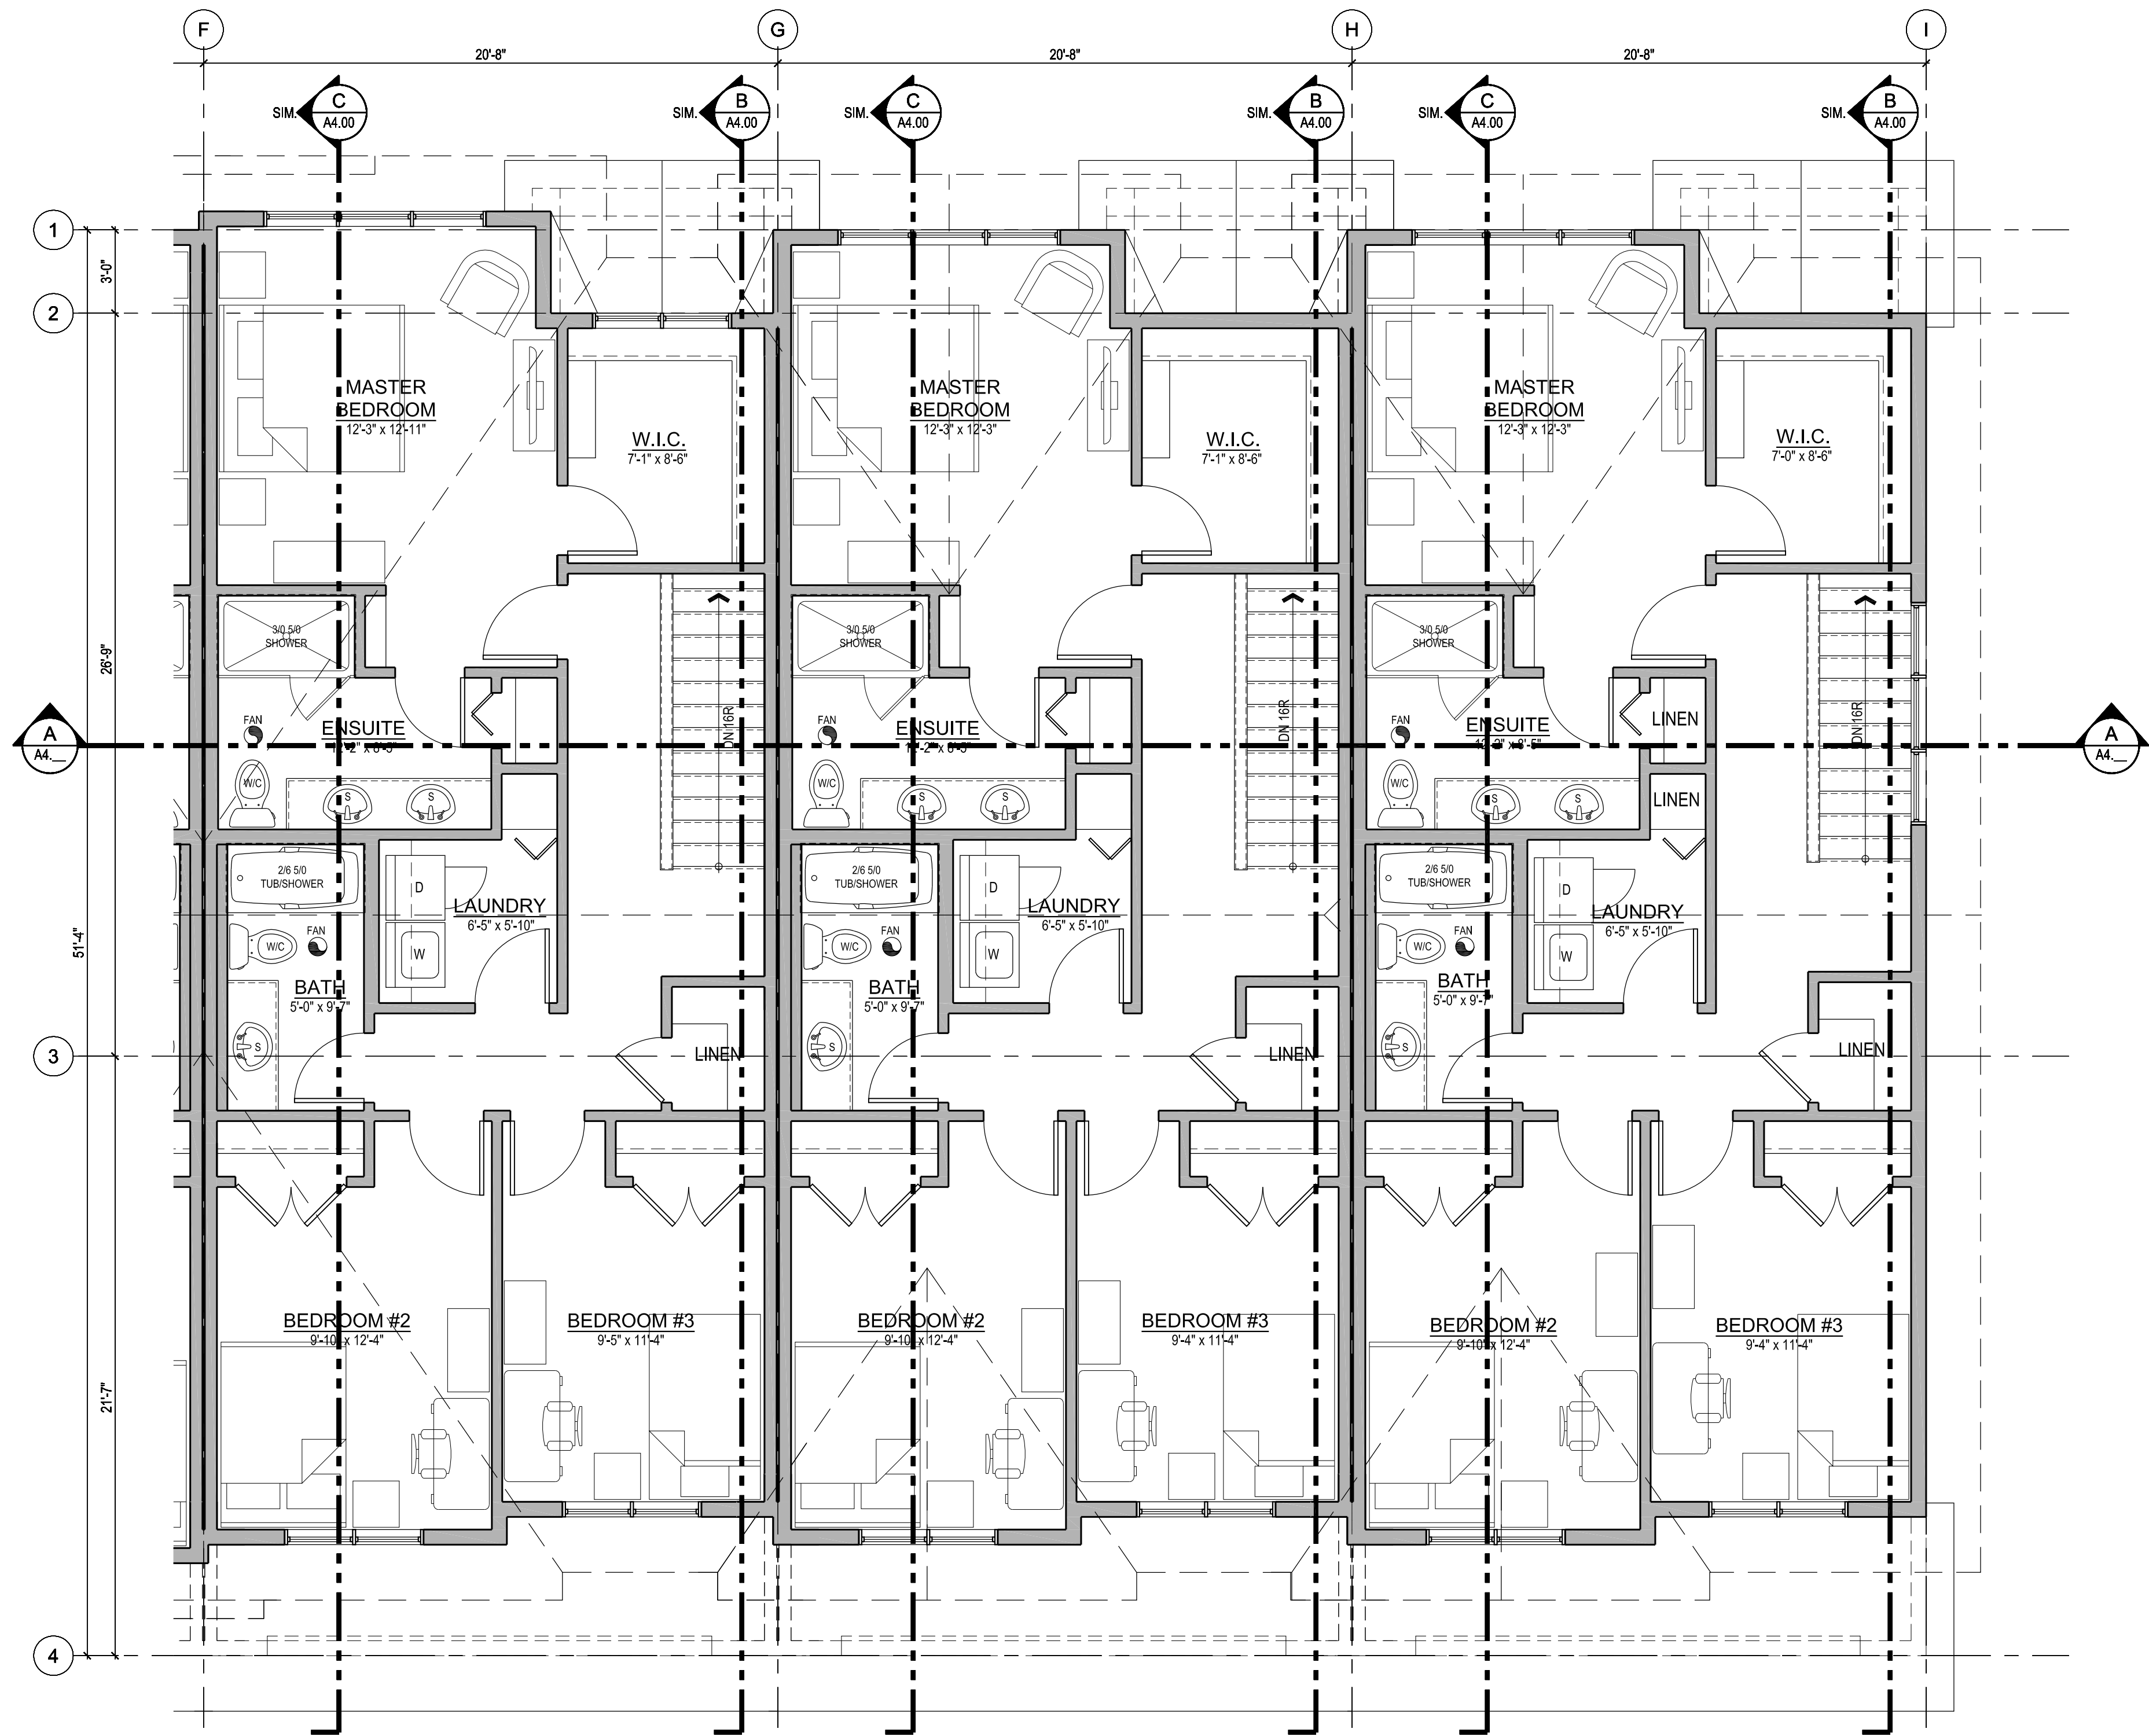 F
G
H
I
20'-8"
20'-8"
20'-8"
SIM.
C
A4.00
SIM.
B
A4.00
SIM.
C
A4.00
SIM.
B
A4.00
SIM.
C
A4.00
SIM.
B
A4.00
1
3'-0"
2
26'-9"
51'-4"
A
A4.__
3
21'-7"
4
A
A4.__
MASTER
BEDROOM
12'-3" x 12'-11"
W.I.C.
7'-1" x 8'-6"
3/0 5/0
SHOWER
FAN
ENSUITE
W/C
S
S
DN 16R
2/6 5/0
TUB/SHOWER
D
LAUNDRY
6'-5" x 5'-10"
W/C
FAN
W
BATH
5'-0" x 9'-7"
S
LINEN
BEDROOM #2
9'-10" x 12'-4"
BEDROOM #3
9'-5" x 11'-4"
MASTER
BEDROOM
12'-3" x 12'-3"
W.I.C.
7'-1" x 8'-6"
3/0 5/0
SHOWER
FAN
ENSUITE
W/C
S
S
DN 16R
2/6 5/0
TUB/SHOWER
D
LAUNDRY
6'-5" x 5'-10"
W/C
FAN
W
BATH
5'-0" x 9'-7"
S
LINEN
BEDROOM #2
9'-10" x 12'-4"
BEDROOM #3
9'-4" x 11'-4"
MASTER
BEDROOM
12'-3" x 12'-3"
W.I.C.
7'-0" x 8'-6"
3/0 5/0
SHOWER
FAN
ENSUITE
LINEN
W/C
S
S
LINEN
DN 16R
2/6 5/0
TUB/SHOWER
D
LAUNDRY
6'-5" x 5'-10"
W/C
FAN
W
BATH
5'-0" x 9'-7"
S
LINEN
BEDROOM #2
9'-10" x 12'-4"
BEDROOM #3
9'-4" x 11'-4"